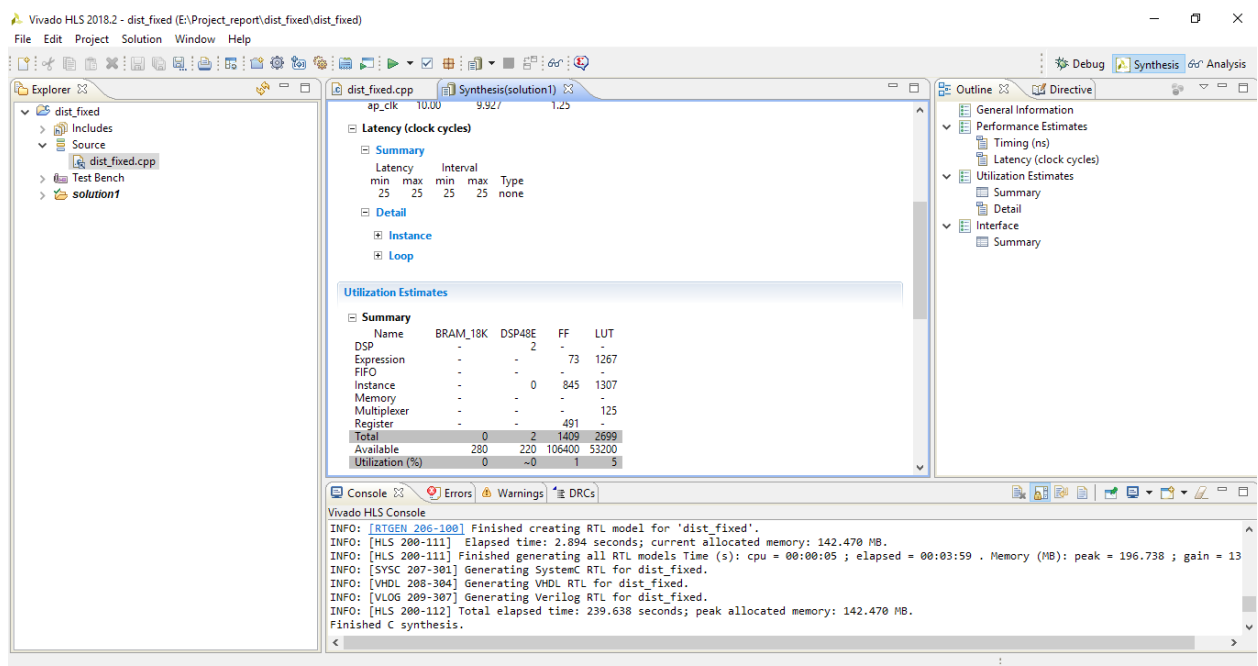 Vivado HLS 2018.2 - dist_fixed (E:\Project_report\dist_fixed\dist_fixed)
File Edit Project Solution Window Help
Debug Synthesis Analysis
Explorer
dist_fixed
Includes
Source
dist_fixed.cpp
Test Bench
solution1
dist_fixed.cpp Synthesis(solution1)
ap_clk 10.00 9.927 1.25
Latency (clock cycles)
Summary
Latency Interval
min max min max Type
25 25 25 25 none
Detail
Instance
Loop
Utilization Estimates
Summary
Name BRAM_18K DSP48E FF LUT
DSP - 2 - -
Expression - - 73 1267
FIFO - - - -
Instance - 0 845 1307
Memory - - - -
Multiplexer - - - 125
Register - - 491 -
Total 0 2 1409 2699
Available 280 220 106400 53200
Utilization (%) 0 ~0 1 5
Outline Directive
General Information
Performance Estimates
Timing (ns)
Latency (clock cycles)
Utilization Estimates
Summary
Detail
Interface
Summary
Console Errors Warnings DRCs
Vivado HLS Console
INFO: [RTGEN 206-100] Finished creating RTL model for 'dist_fixed'.
INFO: [HLS 200-111] Elapsed time: 2.894 seconds; current allocated memory: 142.470 MB.
INFO: [HLS 200-111] Finished generating all RTL models Time (s): cpu = 00:00:05 ; elapsed = 00:03:59 . Memory (MB): peak = 196.738 ; gain = 13
INFO: [SYSC 207-301] Generating SystemC RTL for dist_fixed.
INFO: [VHDL 208-304] Generating VHDL RTL for dist_fixed.
INFO: [VLOG 209-307] Generating Verilog RTL for dist_fixed.
INFO: [HLS 200-112] Total elapsed time: 239.638 seconds; peak allocated memory: 142.470 MB.
Finished C synthesis.